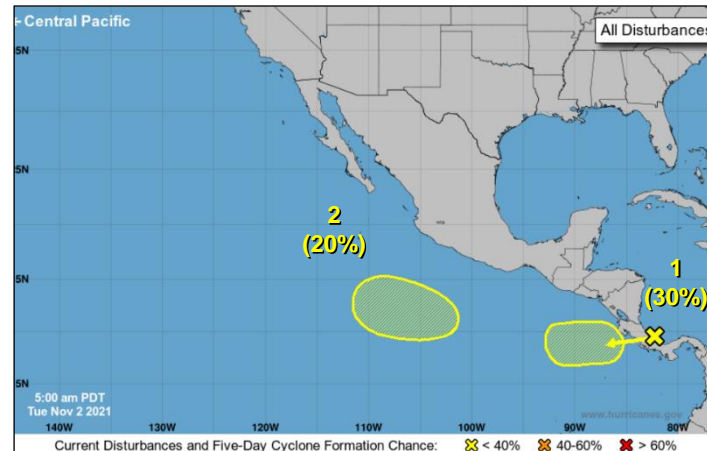 ← Central Pacific
All Disturbances
5N
2
(20%)
5N
1
(30%)
5N
5N
5:00 am PDT
Tue Nov 2 2021
www.hurricanes.gov
140W 130W 120W 110W 100W 90W 80W
Current Disturbances and Five-Day Cyclone Formation Chance: < 40% 40-60% > 60%